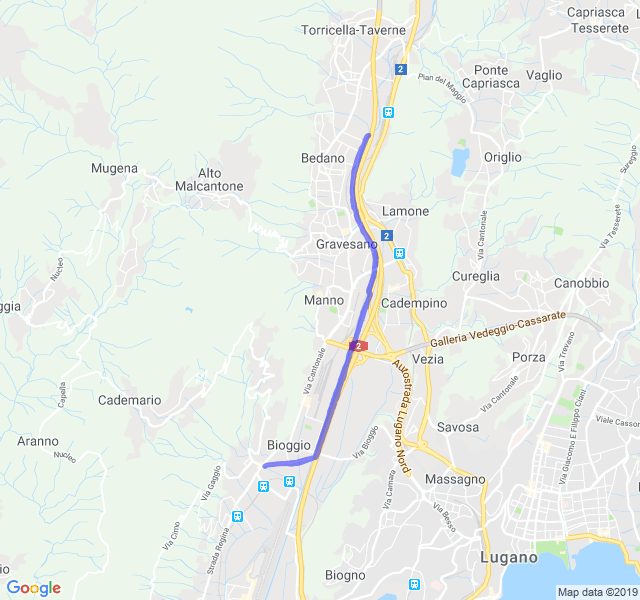 Capriasca
Tesserete
Torricella-Taverne
2
Ponte
Capriasca
Vaglio
Pian del Maggio
Bedano
Origlio
Sureggio
Mugena
Alto
Malcantone
Lamone
Via Cantonale
Via Tesserete
2
Gravesano
Nucleo
Cureglia
Canobbio
Manno
Cadempino
Galleria Vedeggio-Cassarate
2
Vezia
Porza
Via Trevano
Via Cantonale
Autostrada Lugano Nord
Via Cantonale
Capalla
Cademario
Via Giacomo E Filippo Ciani
Viale Casson
Aranno
Nucleo
Bioggio
Via Bioggio
Savosa
Via Gaggio
Massagno
Via Camara
Via Besso
Via Cimo
Strada Regina
Lugano
Biogno
Google
Map data ©2019